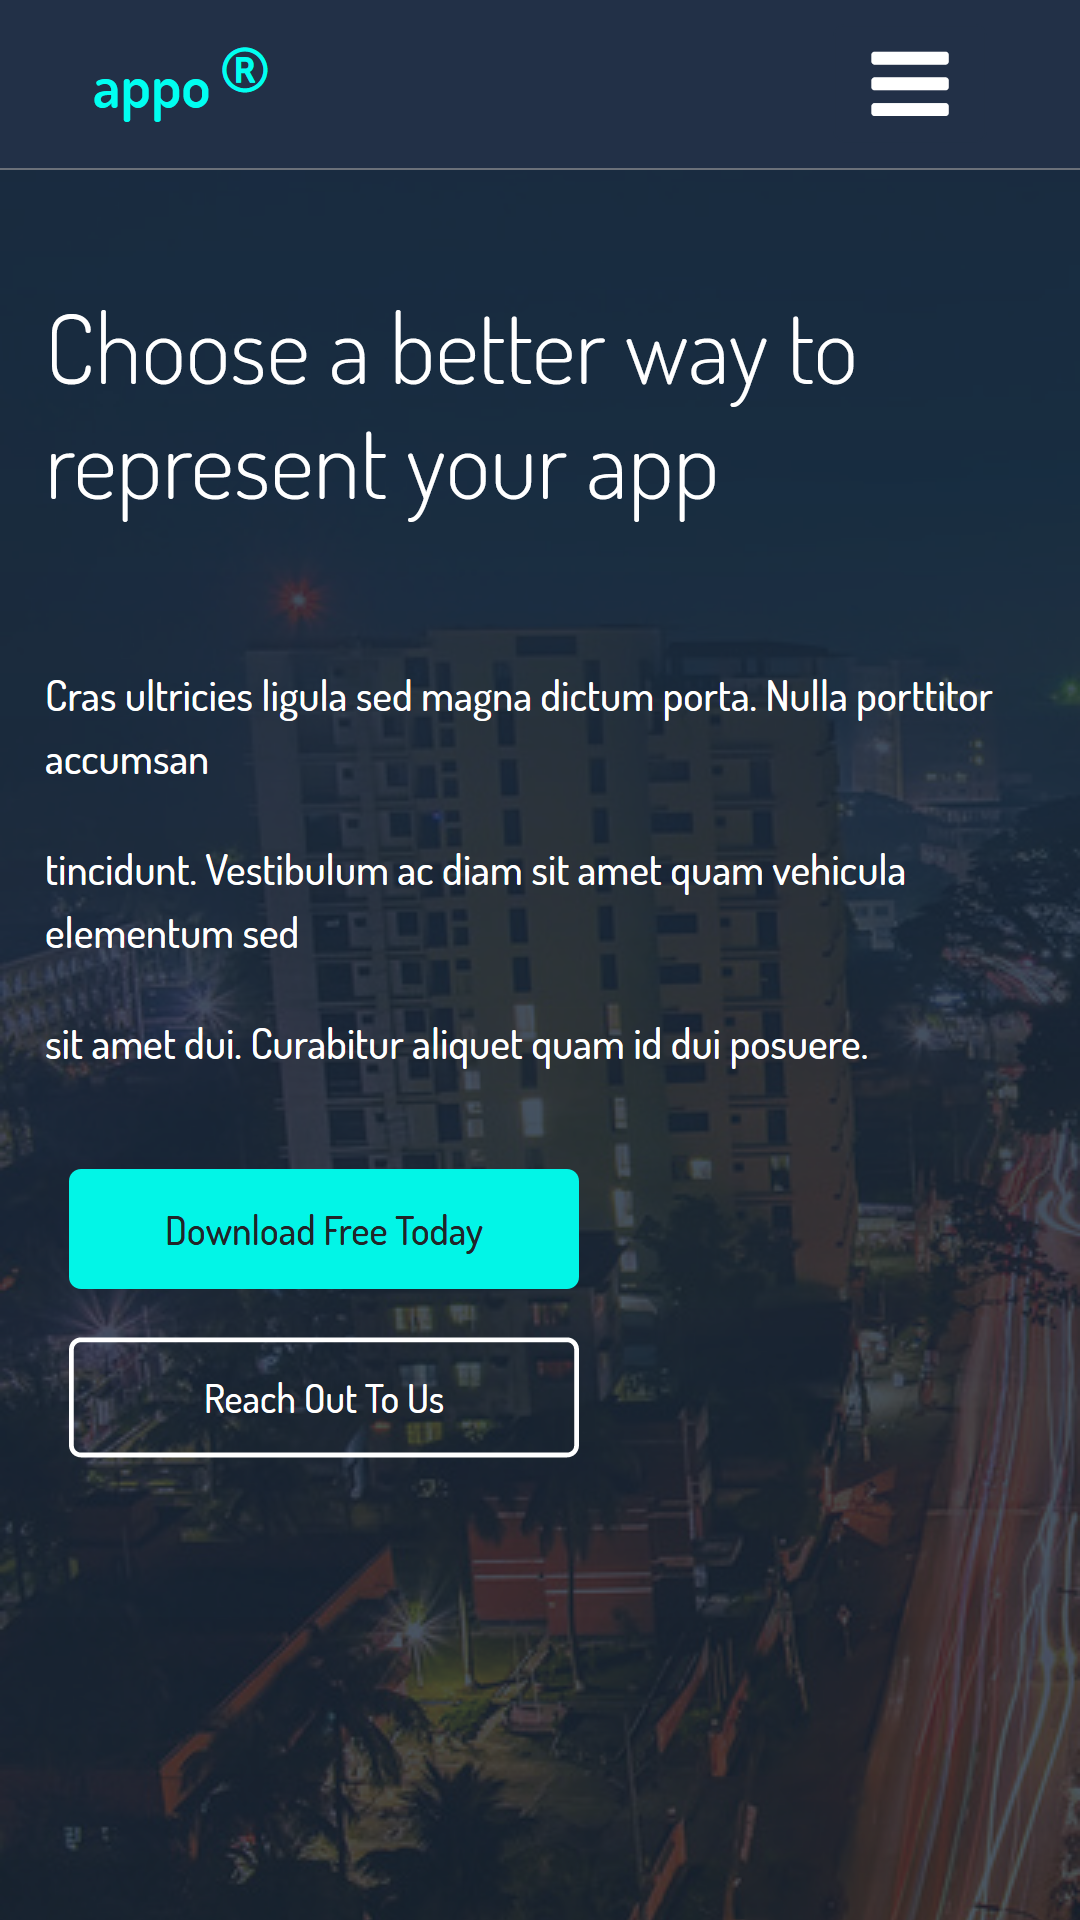 appo ®
Choose a better way to
represent your app
Cras ultricies ligula sed magna dictum porta. Nulla porttitor
accumsan
tincidunt. Vestibulum ac diam sit amet quam vehicula
elementum sed
sit amet dui. Curabitur aliquet quam id dui posuere.
Download Free Today
Reach Out To Us